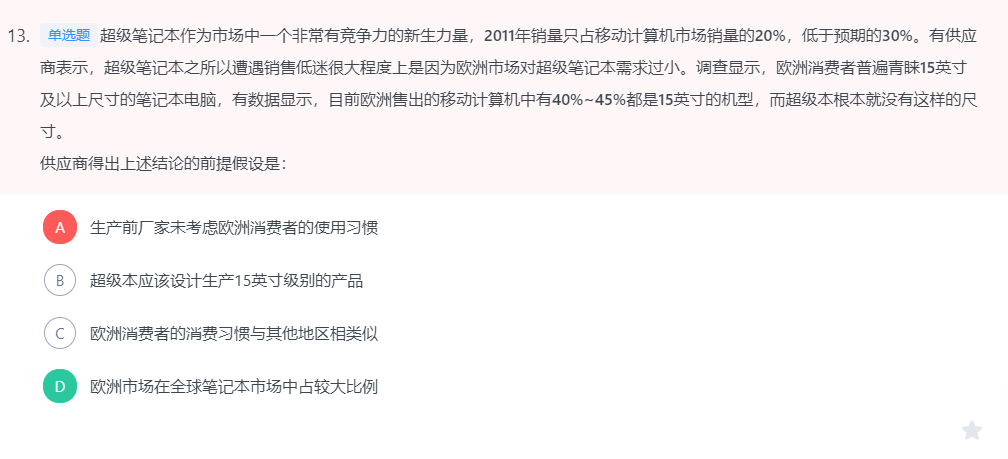 13. 单选题 超级笔记本作为市场中一个非常有竞争力的新生力量，2011年销量只占移动计算机市场销量的20%，低于预期的30%。有供应
商表示，超级笔记本之所以遭遇销售低迷很大程度上是因为欧洲市场对超级笔记本需求过小。调查显示，欧洲消费者普遍青睐15英寸
及以上尺寸的笔记本电脑，有数据显示，目前欧洲售出的移动计算机中有40%~45%都是15英寸的机型，而超级本根本就没有这样的尺
寸。
供应商得出上述结论的前提假设是：
A 生产前厂家未考虑欧洲消费者的使用习惯
B 超级本应该设计生产15英寸级别的产品
C 欧洲消费者的消费习惯与其他地区相类似
D 欧洲市场在全球笔记本市场中占较大比例